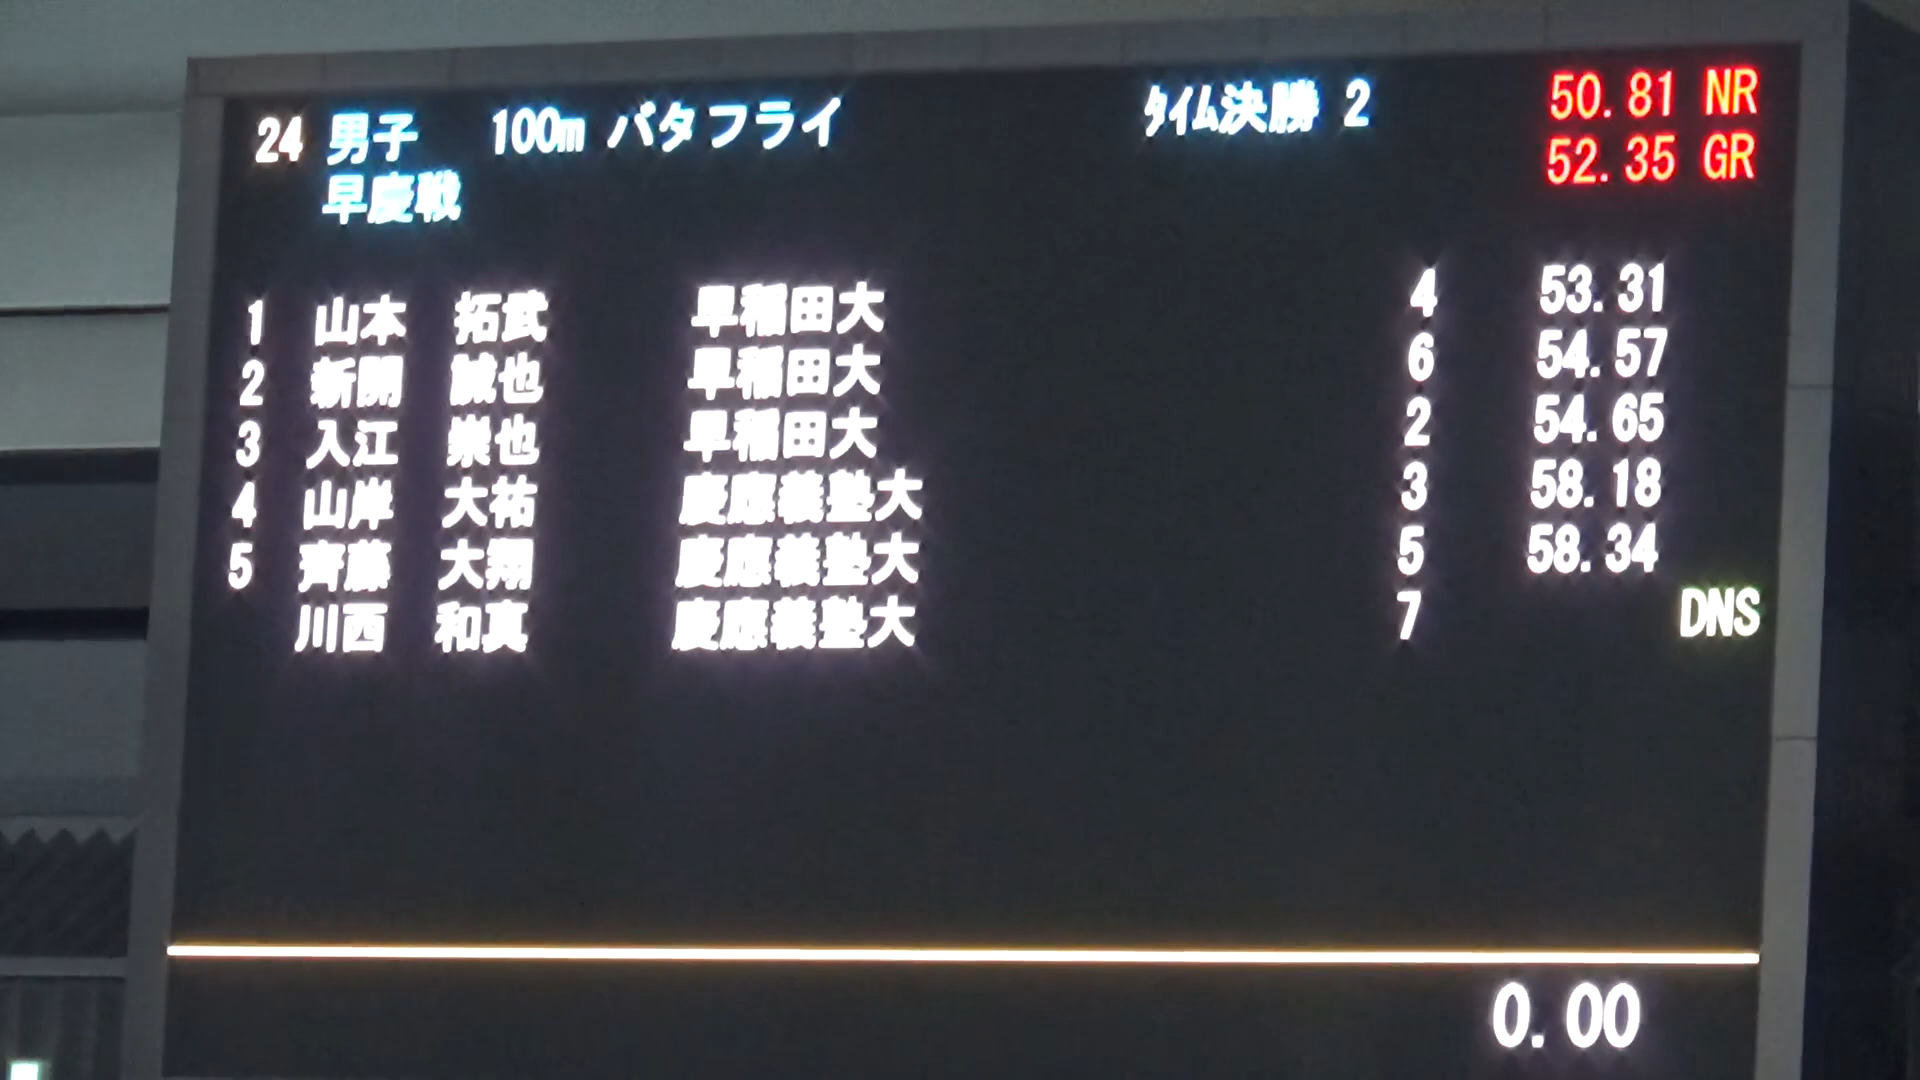 24 男子 100m バタフライ ﾀｲﾑ決勝 2 50.81 NR
早慶戦 52.35 GR
1 山本 拓武 早稲田大 4 53.31
2 新開 誠也 早稲田大 6 54.57
3 入江 崇也 早稲田大 2 54.65
4 山岸 大祐 慶應義塾大 3 58.18
5 齊藤 大翔 慶應義塾大 5 58.34
川西 和真 慶應義塾大 7 DNS
0.00